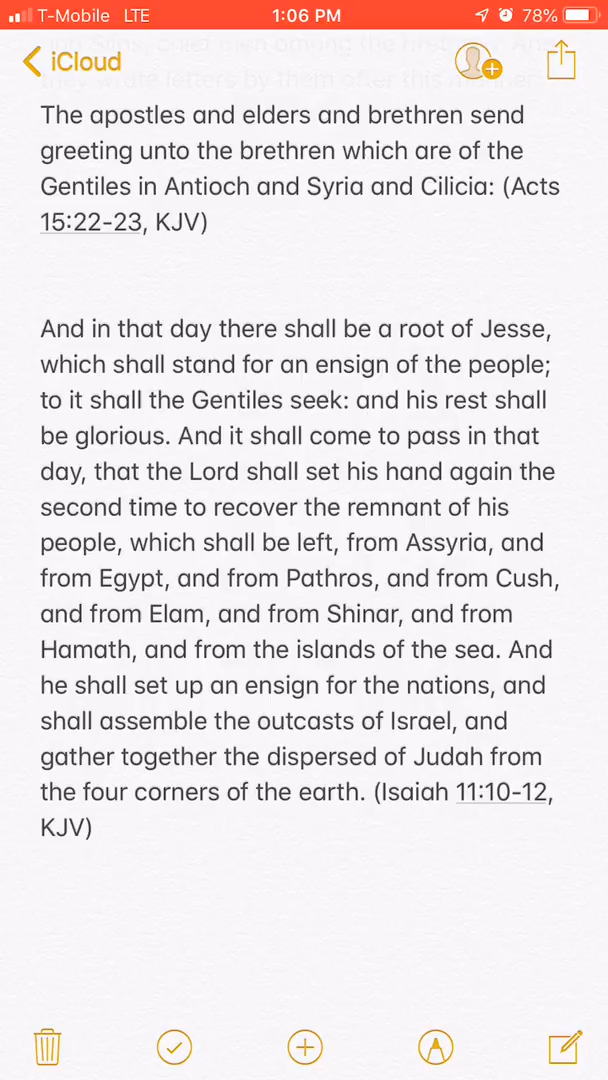 T-Mobile LTE 1:06 PM 78%
iCloud
they wrote letters by them after this manner
The apostles and elders and brethren send
greeting unto the brethren which are of the
Gentiles in Antioch and Syria and Cilicia: (Acts
15:22-23, KJV)
And in that day there shall be a root of Jesse,
which shall stand for an ensign of the people;
to it shall the Gentiles seek: and his rest shall
be glorious. And it shall come to pass in that
day, that the Lord shall set his hand again the
second time to recover the remnant of his
people, which shall be left, from Assyria, and
from Egypt, and from Pathros, and from Cush,
and from Elam, and from Shinar, and from
Hamath, and from the islands of the sea. And
he shall set up an ensign for the nations, and
shall assemble the outcasts of Israel, and
gather together the dispersed of Judah from
the four corners of the earth. (Isaiah 11:10-12,
KJV)